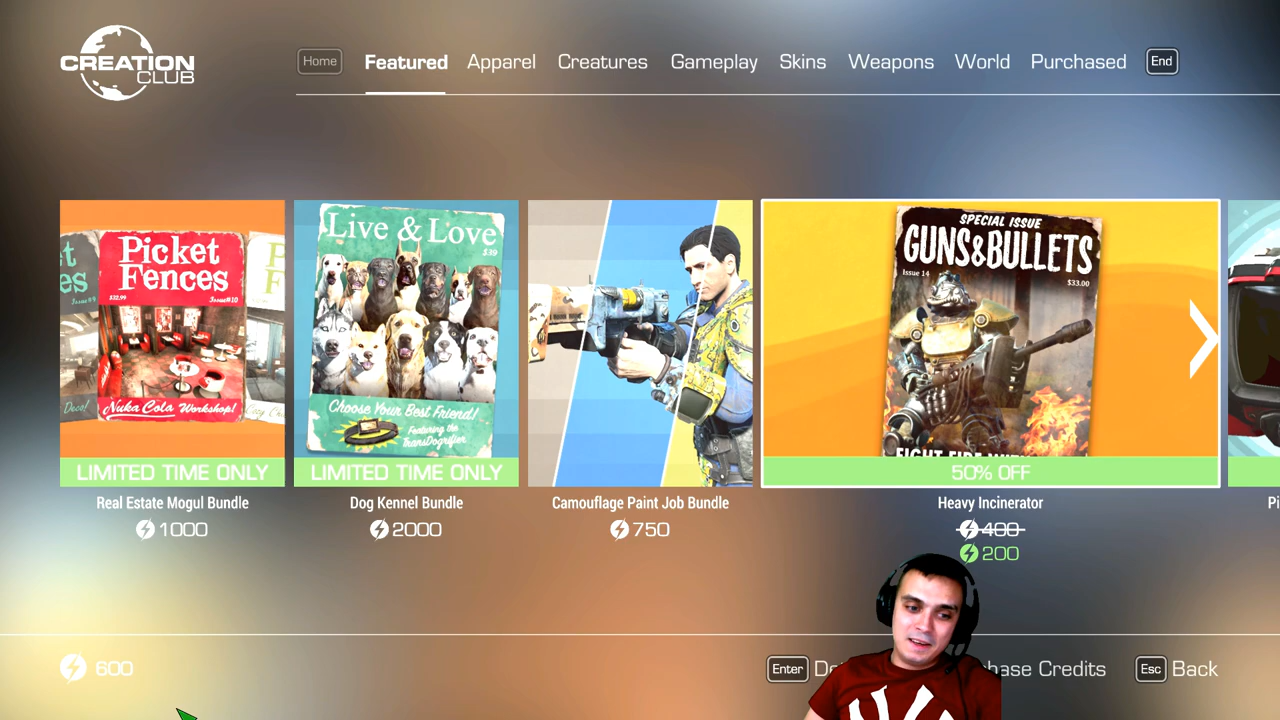 CREATION
CLUB
Home Featured Apparel Creatures Gameplay Skins Weapons World Purchased End
Picket
Fences
$32.99 Issue#10
Nuka Cola Workshop!
LIMITED TIME ONLY
Real Estate Mogul Bundle
1000
Live & Love
$39
Choose Your Best Friend!
Featuring the
TransDogrifier
LIMITED TIME ONLY
Dog Kennel Bundle
2000
Camouflage Paint Job Bundle
750
SPECIAL ISSUE
GUNS&BULLETS
Issue 14
$33.00
50% OFF
Heavy Incinerator
400
200
600
Enter
Credits Esc Back